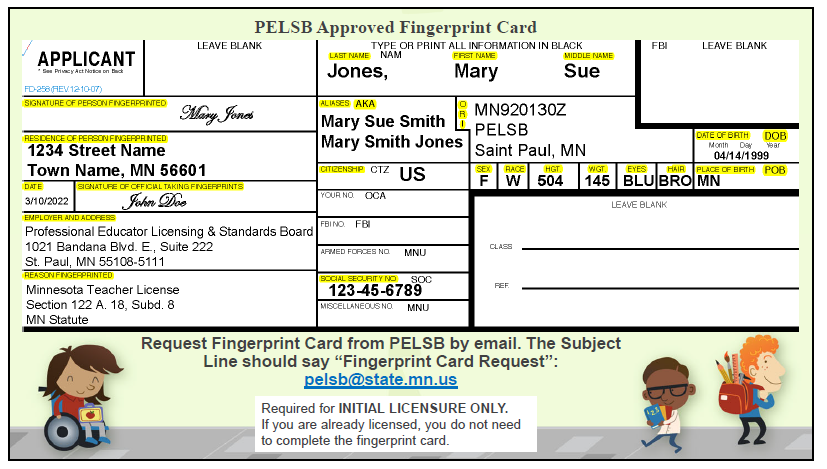 PELSB Approved Fingerprint Card
APPLICANT
* See Privacy Act Notice on Back
FD-258 (REV 12-10-07)
LEAVE BLANK
TYPE OR PRINT ALL INFORMATION IN BLACK
LAST NAME NAM FIRST NAME MIDDLE NAME
Jones, Mary Sue
FBI LEAVE BLANK
SIGNATURE OF PERSON FINGERPRINTED
Mary Jones
RESIDENCE OF PERSON FINGERPRINTED
1234 Street Name
Town Name, MN 56601
DATE
3/10/2022
SIGNATURE OF OFFICIAL TAKING FINGERPRINTS
John Doe
EMPLOYER AND ADDRESS
Professional Educator Licensing & Standards Board
1021 Bandana Blvd. E., Suite 222
St. Paul, MN 55108-5111
REASON FINGERPRINTED
Minnesota Teacher License
Section 122 A. 18, Subd. 8
MN Statute
ALIASES AKA
Mary Sue Smith
Mary Smith Jones
O
R
I
MN920130Z
PELSB
Saint Paul, MN
DATE OF BIRTH DOB
Month Day Year
04/14/1999
CITIZENSHIP CTZ US
SEX RACE HGT. WGT. EYES HAIR PLACE OF BIRTH POB
F W 504 145 BLU BRO MN
YOUR NO. OCA
FBI NO. FBI
ARMED FORCES NO. MNU
SOCIAL SECURITY NO. SOC
123-45-6789
MISCELLANEOUS NO. MNU
LEAVE BLANK
CLASS
REF.
Request Fingerprint Card from PELSB by email. The Subject
Line should say “Fingerprint Card Request”:
pelsb@state.mn.us
Required for INITIAL LICENSURE ONLY.
If you are already licensed, you do not need
to complete the fingerprint card.